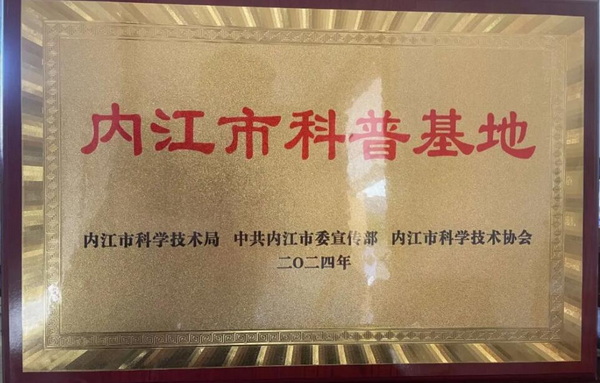 内江市科普基地
内江市科学技术局 中共内江市委宣传部 内江市科学技术协会
二〇二四年